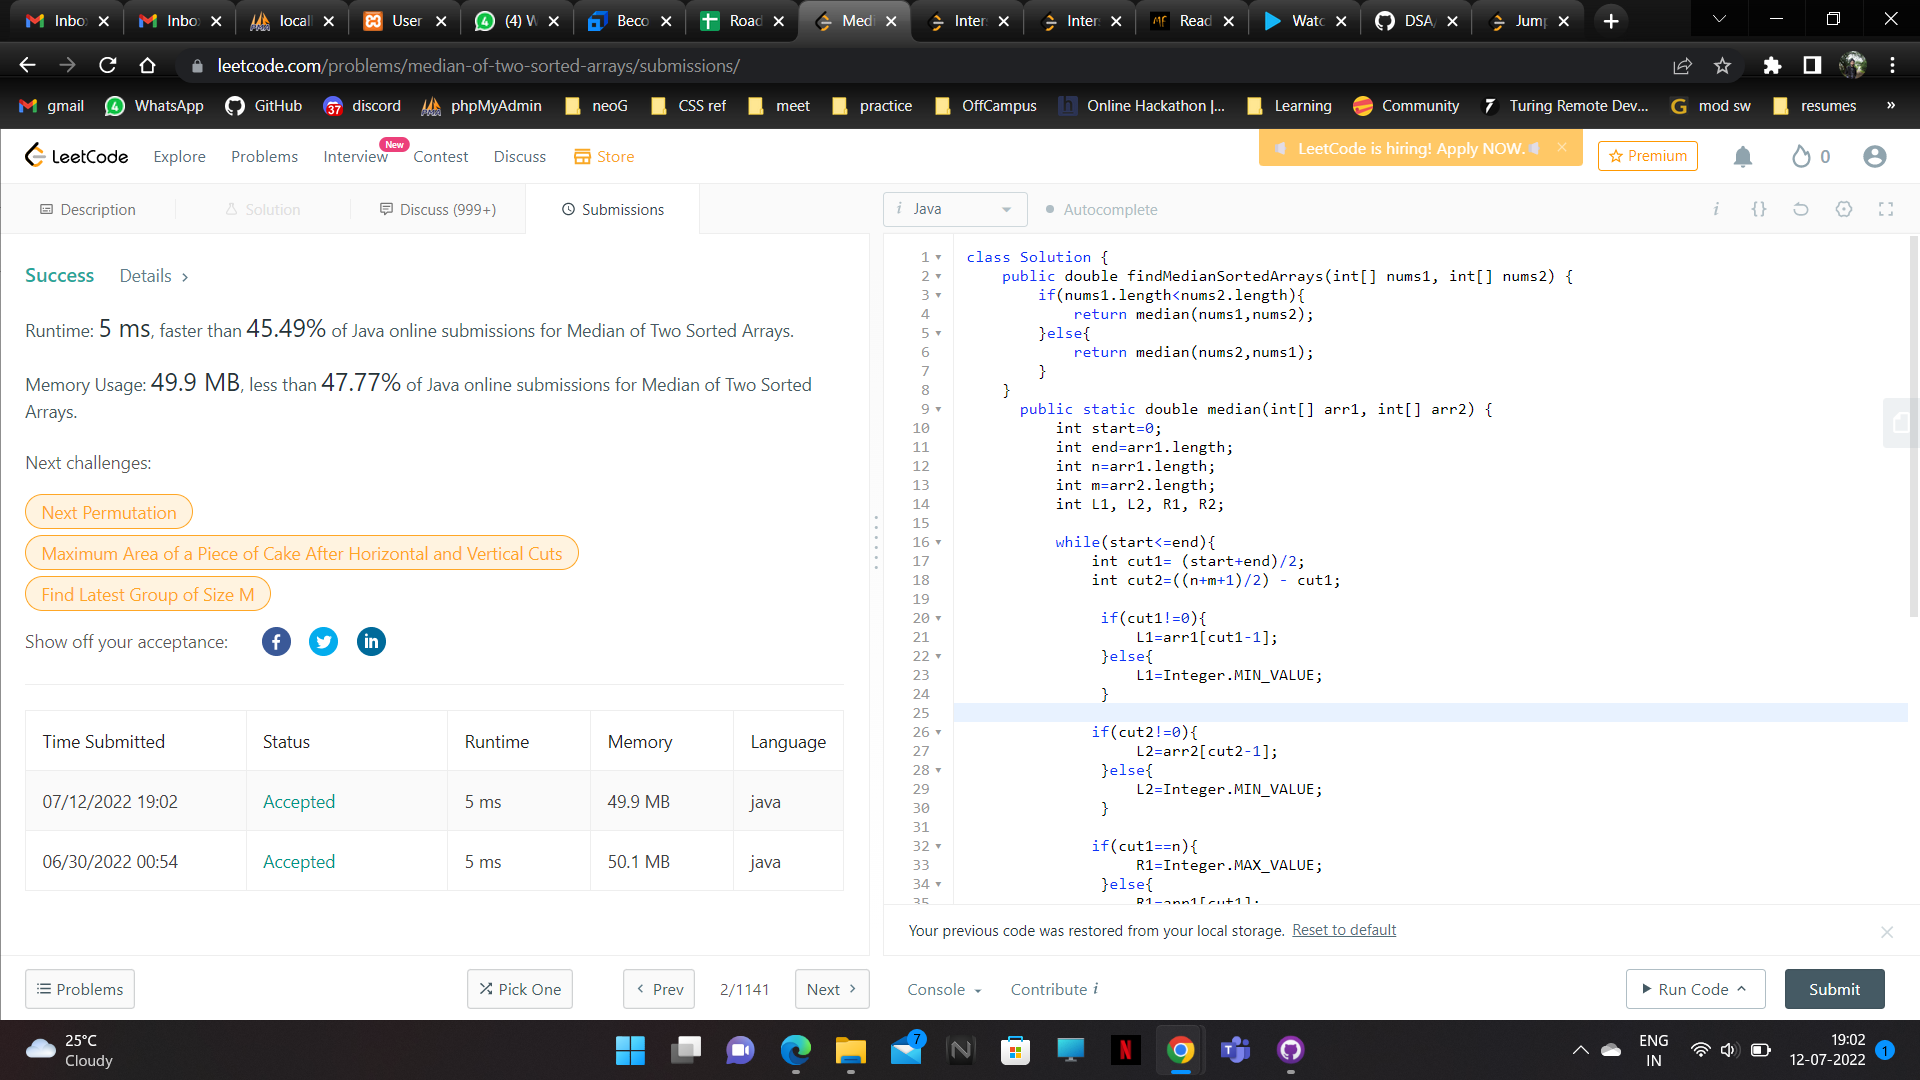 Inbo
Inbo
locall
User
(4) W
Beco
Road
Medi
Inter
Inter
Read
Watc
DSA/
Jump
leetcode.com/problems/median-of-two-sorted-arrays/submissions/
gmail
WhatsApp
GitHub
37
discord
phpMyAdmin
neoG
CSS ref
meet
practice
OffCampus
Online Hackathon |...
Learning
Community
Turing Remote Dev...
mod sw
resumes
»
LeetCode
Explore
Problems
Interview
New
Contest
Discuss
Store
LeetCode is hiring! Apply NOW.
Premium
0
Description
Solution
Discuss (999+)
Submissions
i Java
Autocomplete
i {}
Success
Details >
Runtime: 5 ms, faster than 45.49% of Java online submissions for Median of Two Sorted Arrays.
Memory Usage: 49.9 MB, less than 47.77% of Java online submissions for Median of Two Sorted
Arrays.
Next challenges:
Next Permutation
Maximum Area of a Piece of Cake After Horizontal and Vertical Cuts
Find Latest Group of Size M
Show off your acceptance:
Time Submitted Status Runtime Memory Language
07/12/2022 19:02 Accepted 5 ms 49.9 MB java
06/30/2022 00:54 Accepted 5 ms 50.1 MB java
1 class Solution {
2 public double findMedianSortedArrays(int[] nums1, int[] nums2) {
3 if(nums1.length<nums2.length){
4 return median(nums1,nums2);
5 }else{
6 return median(nums2,nums1);
7 }
8 }
9 public static double median(int[] arr1, int[] arr2) {
10 int start=0;
11 int end=arr1.length;
12 int n=arr1.length;
13 int m=arr2.length;
14 int L1, L2, R1, R2;
15
16 while(start<=end){
17 int cut1= (start+end)/2;
18 int cut2=((n+m+1)/2) - cut1;
19
20 if(cut1!=0){
21 L1=arr1[cut1-1];
22 }else{
23 L1=Integer.MIN_VALUE;
24 }
25
26 if(cut2!=0){
27 L2=arr2[cut2-1];
28 }else{
29 L2=Integer.MIN_VALUE;
30 }
31
32 if(cut1==n){
33 R1=Integer.MAX_VALUE;
34 }else{
35 R1=arr1[cut1];
Your previous code was restored from your local storage. Reset to default
Problems
Pick One
< Prev
2/1141
Next >
Console
Contribute i
Run Code
Submit
25°C
Cloudy
7
ENG
IN
19:02
12-07-2022
1